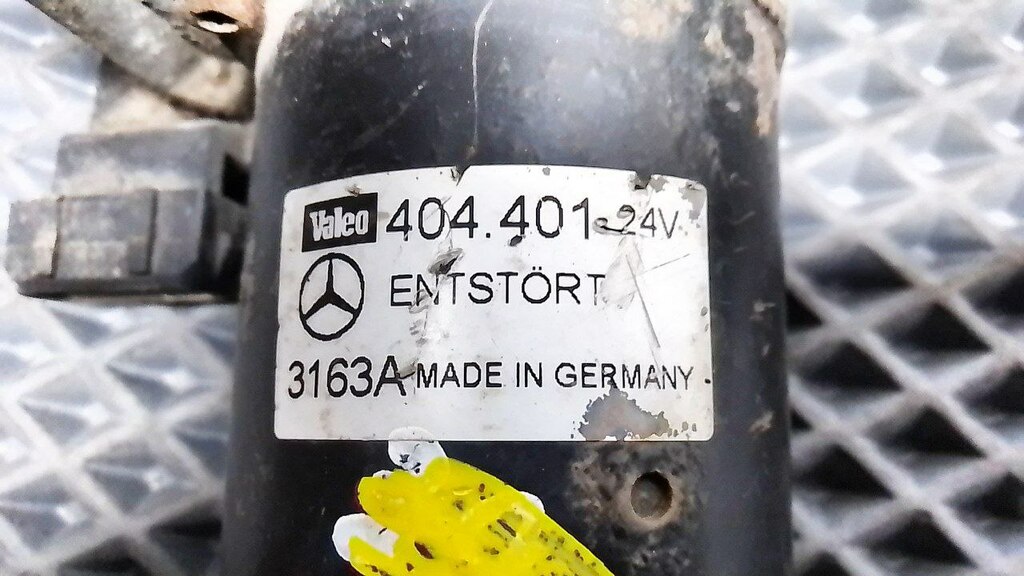 Valeo 404.401 24V
ENTSTÖRT
3163A MADE IN GERMANY